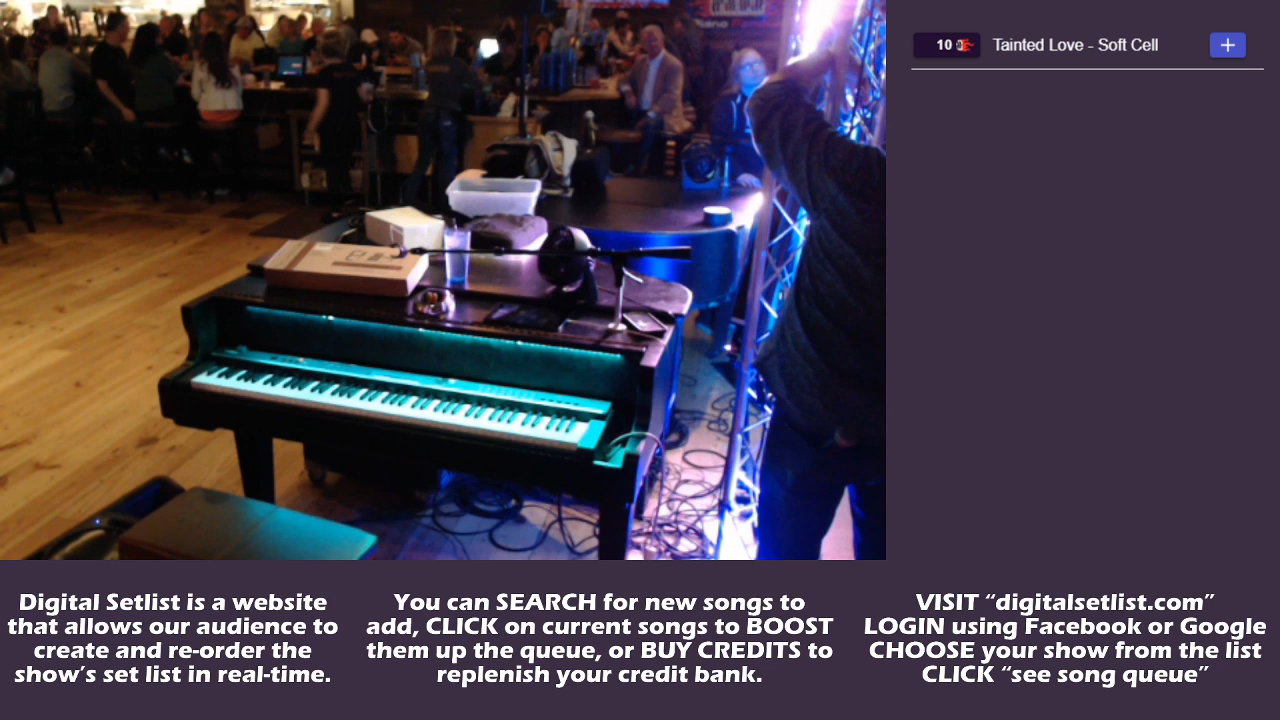 10 Tainted Love - Soft Cell +
Digital Setlist is a website
that allows our audience to
create and re-order the
show's set list in real-time.
You can SEARCH for new songs to
add, CLICK on current songs to BOOST
them up the queue, or BUY CREDITS to
replenish your credit bank.
VISIT “digitalsetlist.com”
LOGIN using Facebook or Google
CHOOSE your show from the list
CLICK “see song queue”